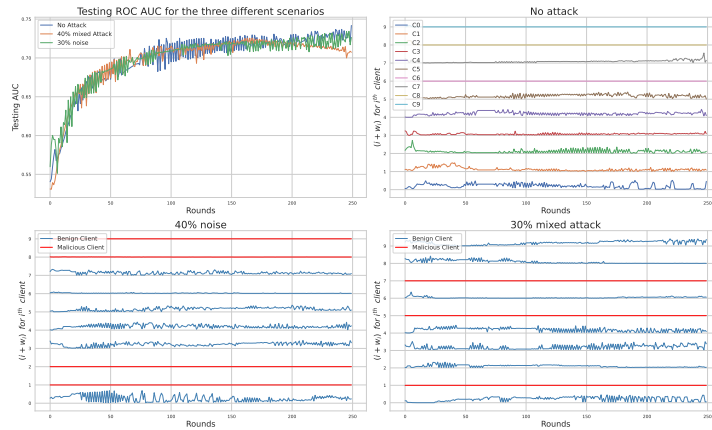 Testing ROC AUC for the three different scenarios
No Attack
40% mixed Attack
30% noise
Testing AUC
0.75
0.70
0.65
0.60
0.55
0
50
100
150
200
250
Rounds
No attack
C0
C1
C2
C3
C4
C5
C6
C7
C8
C9
(i + wᵢ) for iᵗʰ client
9
8
7
6
5
4
3
2
1
0
0
50
100
150
200
250
Rounds
40% noise
Benign Client
Malicious Client
(i + wᵢ) for iᵗʰ client
9
8
7
6
5
4
3
2
1
0
0
50
100
150
200
250
Rounds
30% mixed attack
Benign Client
Malicious Client
(i + wᵢ) for iᵗʰ client
9
8
7
6
5
4
3
2
1
0
0
50
100
150
200
250
Rounds